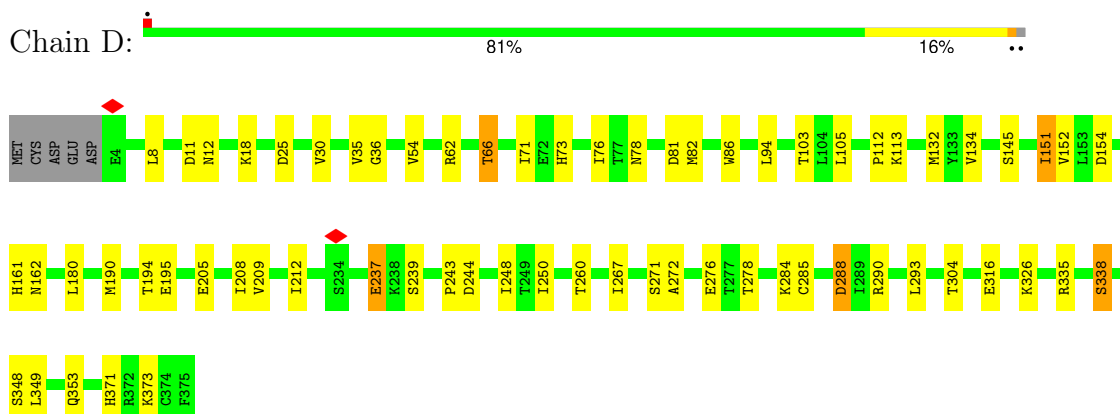 Chain D:
81% 16%
MET CYS ASP GLU ASP E4 L8 D11 N12 K18 D25 V30 V35 G36 V54 R62 T66 I71 E72 H73 I76 T77 N78 D81 M82 W86 L94 T103 L104 L105 P112 K113 M132 Y133 V134 S145 I151 V152 L153 D154
H161 N162 L180 M190 T194 E195 E205 I208 V209 I212 S234 E237 K238 S239 P243 D244 I248 T249 I250 T260 I267 S271 A272 E276 T277 T278 K284 C285 D288 I289 R290 L293 T304 E316 K326 R335 S338
S348 L349 Q353 H371 R372 K373 C374 F375